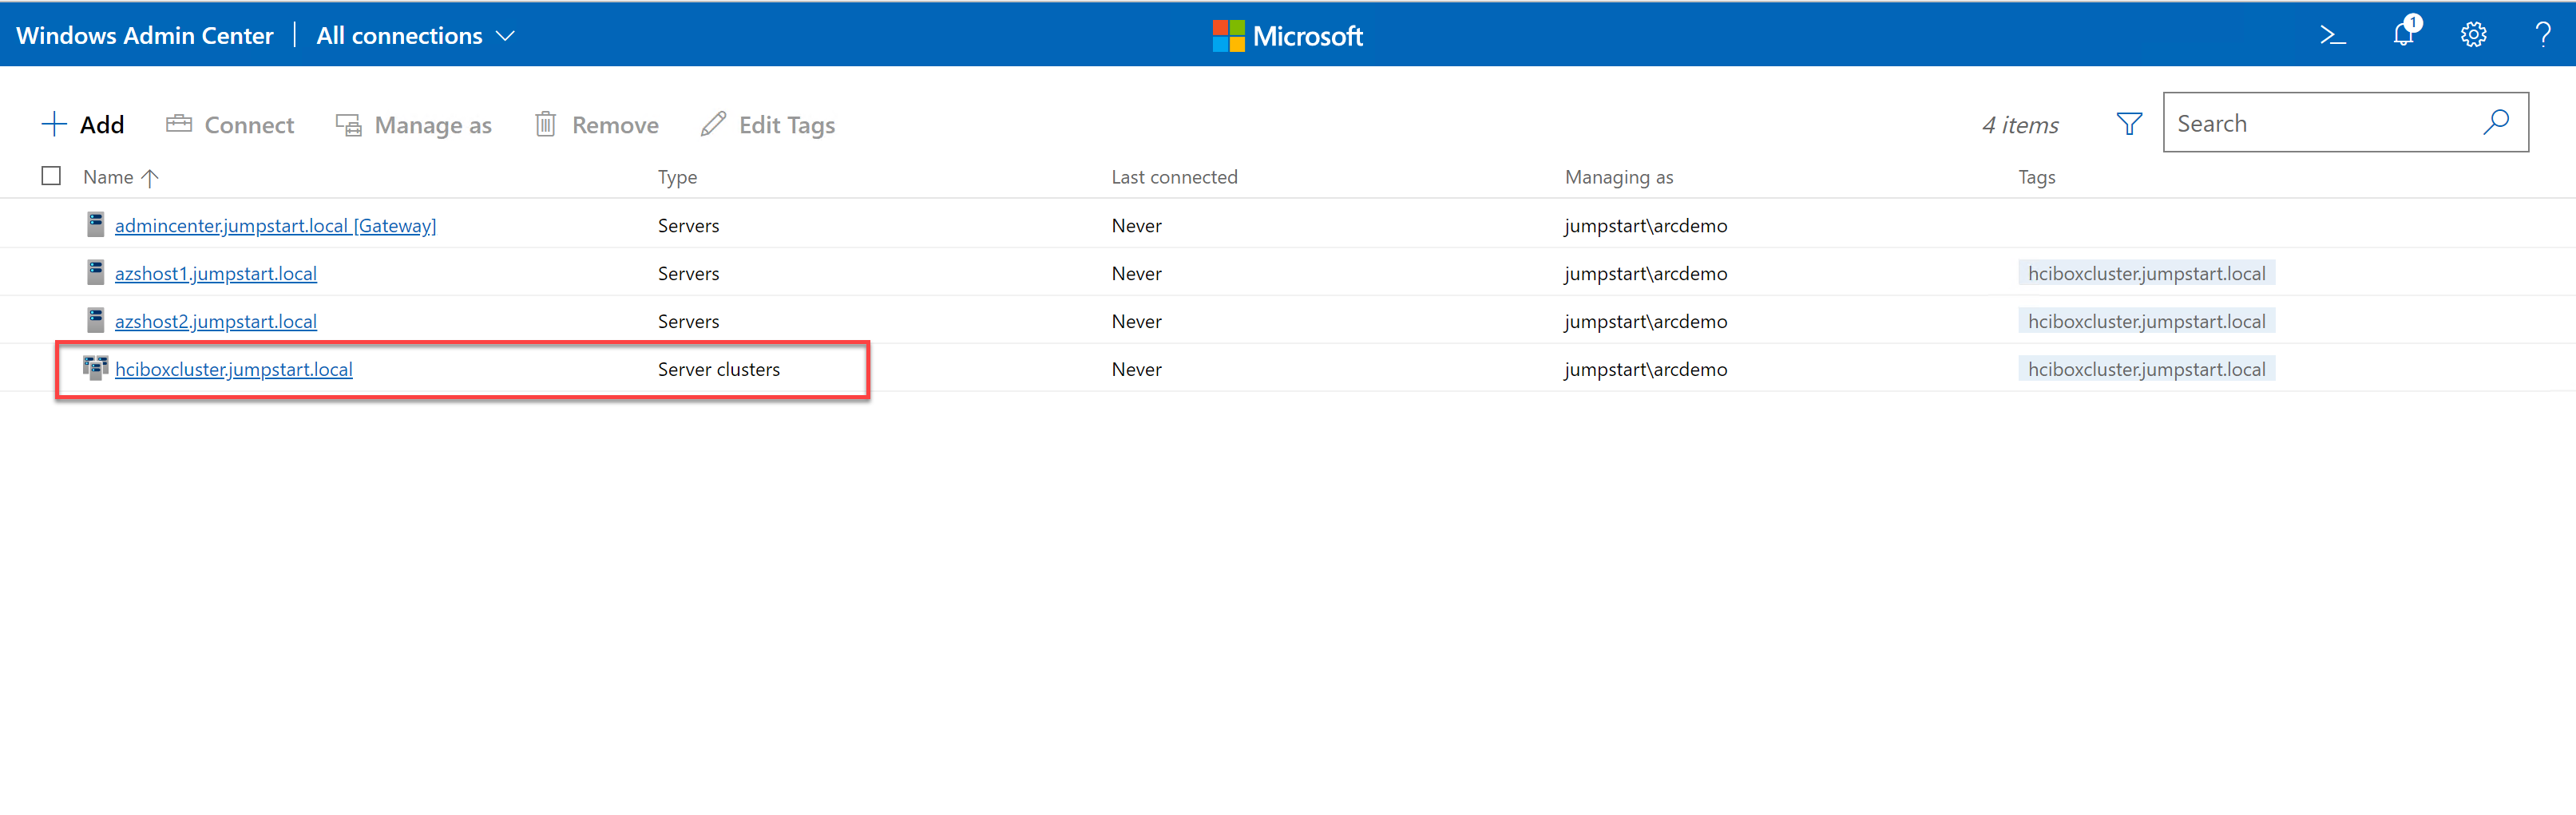 Windows Admin Center | All connections Microsoft 1
Add Connect Manage as Remove Edit Tags 4 items Search
Name Type Last connected Managing as Tags
admincenter.jumpstart.local [Gateway] Servers Never jumpstart\arcdemo
azshost1.jumpstart.local Servers Never jumpstart\arcdemo hciboxcluster.jumpstart.local
azshost2.jumpstart.local Servers Never jumpstart\arcdemo hciboxcluster.jumpstart.local
hciboxcluster.jumpstart.local Server clusters Never jumpstart\arcdemo hciboxcluster.jumpstart.local